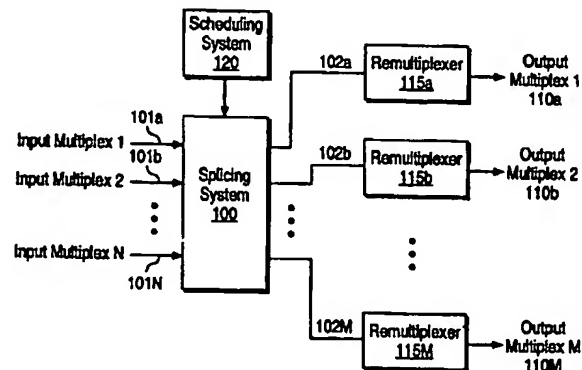 Scheduling
System
120
102a
Remultiplexer
115a
Output
Multiplex 1
110a
101a
Input Multiplex 1
101b
Input Multiplex 2
Splicing
System
100
102b
Remultiplexer
115b
Output
Multiplex 2
110b
Input Multiplex N
101N
102M
Remultiplexer
115M
Output
Multiplex M
110M